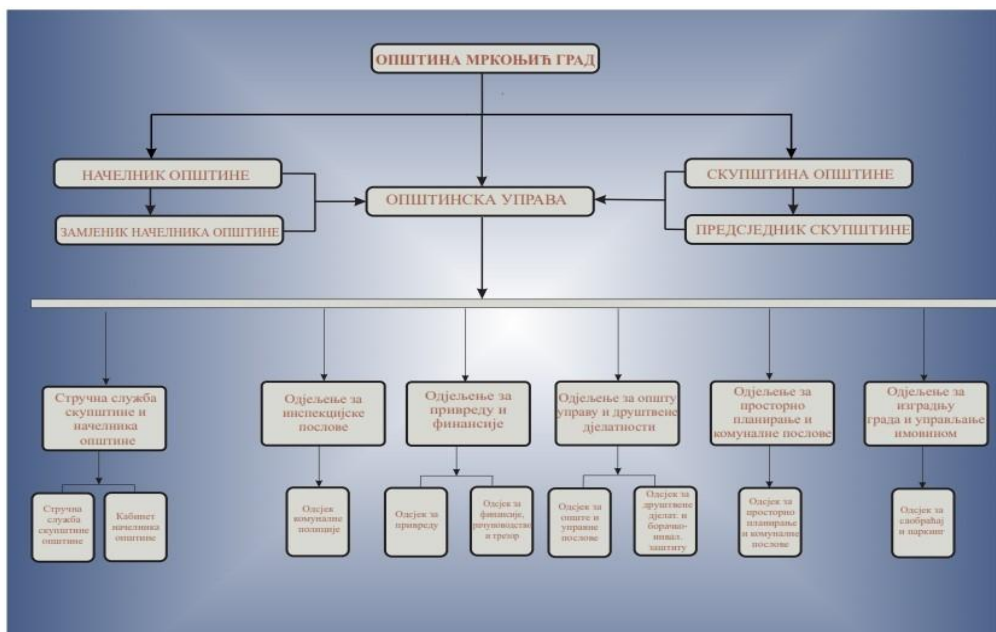 ОПШТИНА МРКОЊИЋ ГРАД
НАЧЕЛНИК ОПШТИНЕ
ЗАМЈЕНИК НАЧЕЛНИКА ОПШТИНЕ
ОПШТИНСКА УПРАВА
СКУПШТИНА ОПШТИНЕ
ПРЕДСЈЕДНИК СКУПШТИНЕ
Стручна служба
скупштине и
начелника
општине
Одјељење за
инспекцијске
послове
Одјељење за
привреду и
финансије
Одјељење за општу
управу и друштвене
дјелатности
Одјељење за
просторно
планирање и
комуналне послове
Одјељење за
изградњу
града и управљање
имовином
Стручна
служба
скупштине
општине
Кабинет
начелника
општине
Одсјек
комуналне
полиције
Одсјек за
привреду
Одсјек за
финансије,
рачуноводство
и трезор
Одсјек за
опште и
управне
послове
Одсјек за
друштвене
дјелат. и
борачко-
инвал.
заштиту
Одсјек за
просторно
планирање
и комуналне
послове
Одсјек за
саобраћај
и паркинг